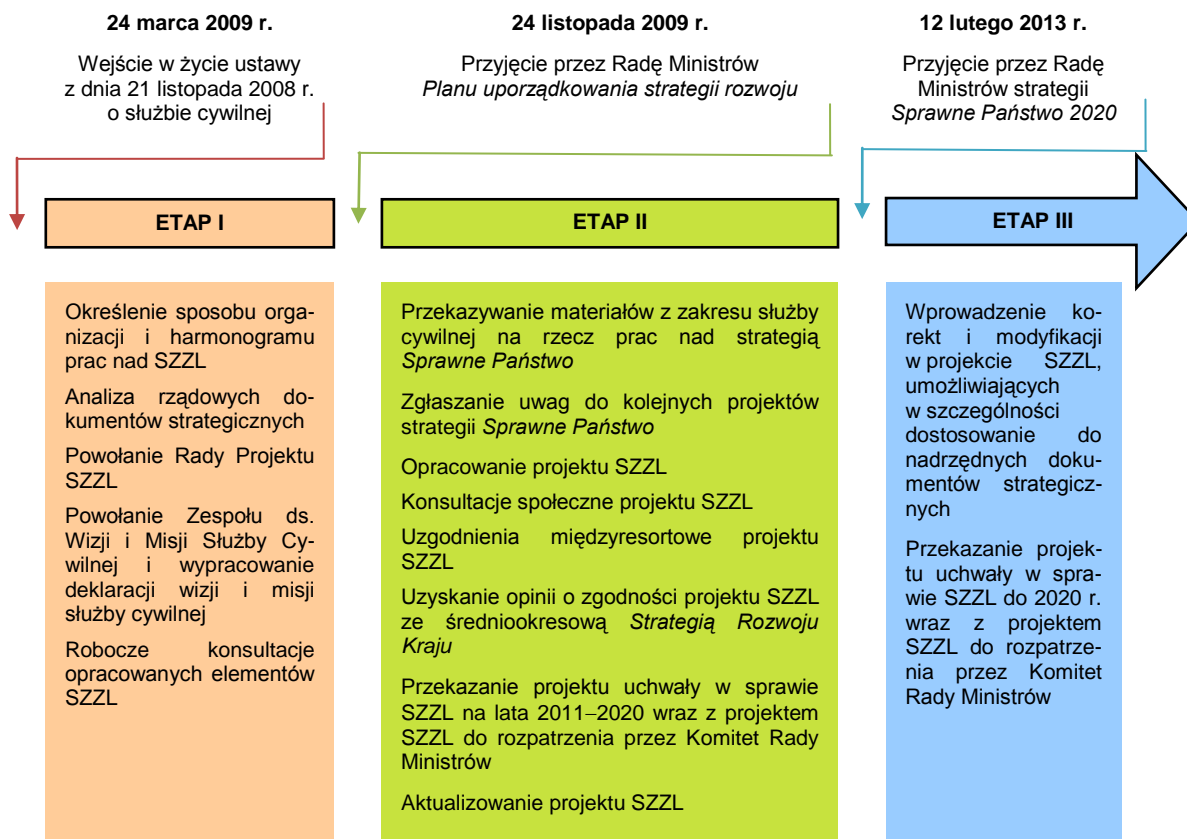 24 marca 2009 r.
Wejście w życie ustawy
z dnia 21 listopada 2008 r.
o służbie cywilnej
24 listopada 2009 r.
Przyjęcie przez Radę Ministrów
Planu uporządkowania strategii rozwoju
12 lutego 2013 r.
Przyjęcie przez Radę
Ministrów strategii
Sprawne Państwo 2020
ETAP I
Określenie sposobu orga-
nizacji i harmonogramu
prac nad SZZL
Analiza rządowych do-
kumentów strategicznych
Powołanie Rady Projektu
SZZL
Powołanie Zespołu ds.
Wizji i Misji Służby Cy-
wilnej i wypracowanie
deklaracji wizji i misji
służby cywilnej
Robocze konsultacje
opracowanych elementów
SZZL
ETAP II
Przekazywanie materiałów z zakresu służby
cywilnej na rzecz prac nad strategią
Sprawne Państwo
Zgłaszanie uwag do kolejnych projektów
strategii Sprawne Państwo
Opracowanie projektu SZZL
Konsultacje społeczne projektu SZZL
Uzgodnienia międzyresortowe projektu
SZZL
Uzyskanie opinii o zgodności projektu SZZL
ze średniookresową Strategią Rozwoju
Kraju
Przekazanie projektu uchwały w sprawie
SZZL na lata 2011–2020 wraz z projektem
SZZL do rozpatrzenia przez Komitet Rady
Ministrów
Aktualizowanie projektu SZZL
ETAP III
Wprowadzenie ko-
rekt i modyfikacji
w projekcie SZZL,
umożliwiających
w szczególności
dostosowanie do
nadrzędnych doku-
mentów strategicz-
nych
Przekazanie projek-
tu uchwały w spra-
wie SZZL do 2020 r.
wraz z projektem
SZZL do rozpatrze-
nia przez Komitet
Rady Ministrów